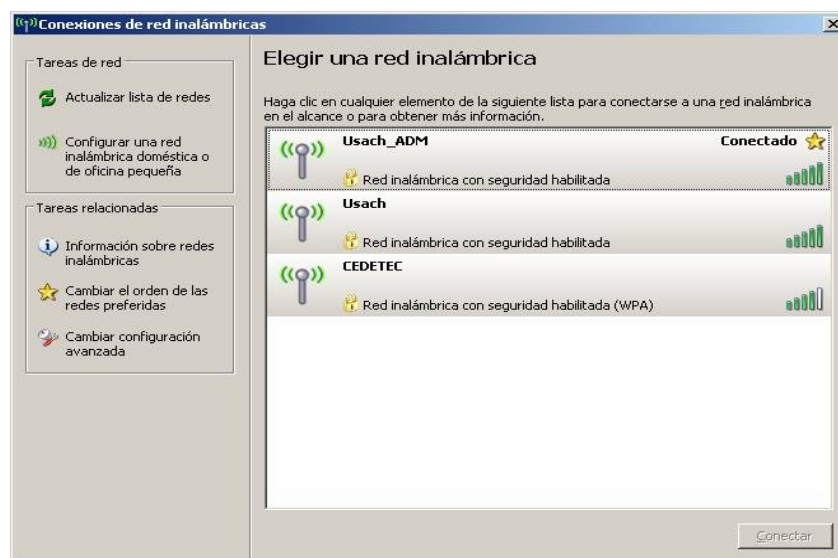 Conexiones de red inalámbricas
Tareas de red
Actualizar lista de redes
Configurar una red
inalámbrica doméstica o
de oficina pequeña
Tareas relacionadas
Información sobre redes
inalámbricas
Cambiar el orden de las
redes preferidas
Cambiar configuración
avanzada
Elegir una red inalámbrica
Haga clic en cualquier elemento de la siguiente lista para conectarse a una red inalámbrica
en el alcance o para obtener más información.
Usach_ADM Conectado
Red inalámbrica con seguridad habilitada
Usach
Red inalámbrica con seguridad habilitada
CEDETEC
Red inalámbrica con seguridad habilitada (WPA)
Conectar